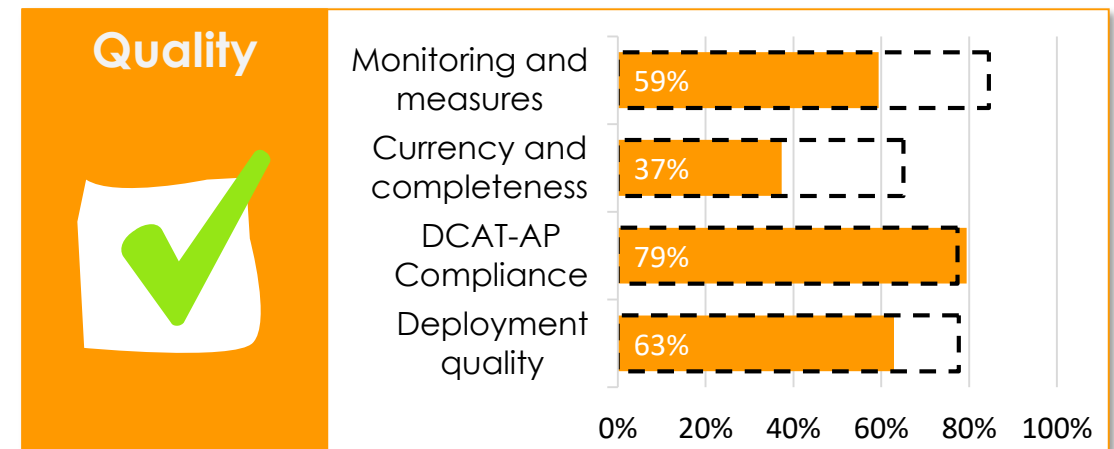 Quality
Monitoring and
measures
59%
Currency and
completeness
37%
DCAT-AP
Compliance
79%
Deployment
quality
63%
0% 20% 40% 60% 80% 100%